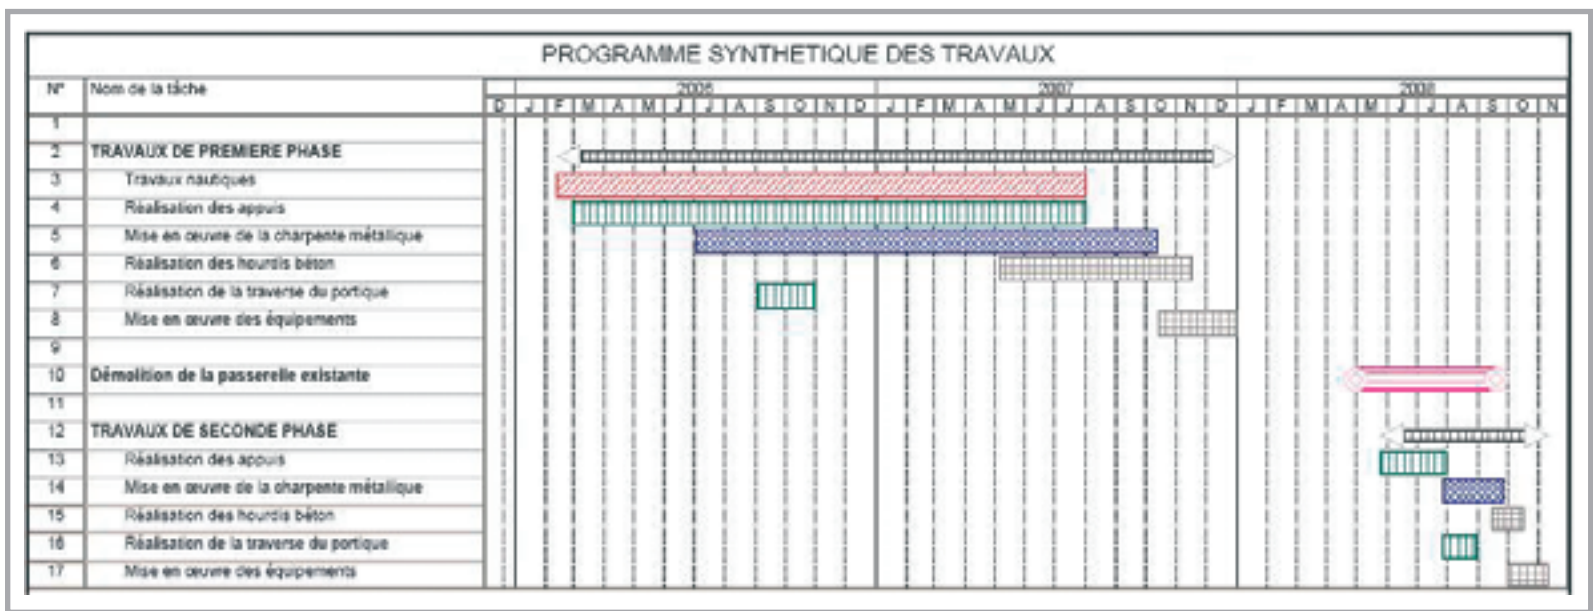 PROGRAMME SYNTHETIQUE DES TRAVAUX
N° Nom de la tâche 2006 2007 2008
D J F M A M J J A S O N D J F M A M J J A S O N D J F M A M J J A S O N
1
2 TRAVAUX DE PREMIERE PHASE
3 Travaux nautiques
4 Réalisation des appuis
5 Mise en œuvre de la charpente métallique
6 Réalisation des hourdis béton
7 Réalisation de la traverse du portique
8 Mise en œuvre des équipements
9
10 Démolition de la passerelle existante
11
12 TRAVAUX DE SECONDE PHASE
13 Réalisation des appuis
14 Mise en œuvre de la charpente métallique
15 Réalisation des hourdis béton
16 Réalisation de la traverse du portique
17 Mise en œuvre des équipements